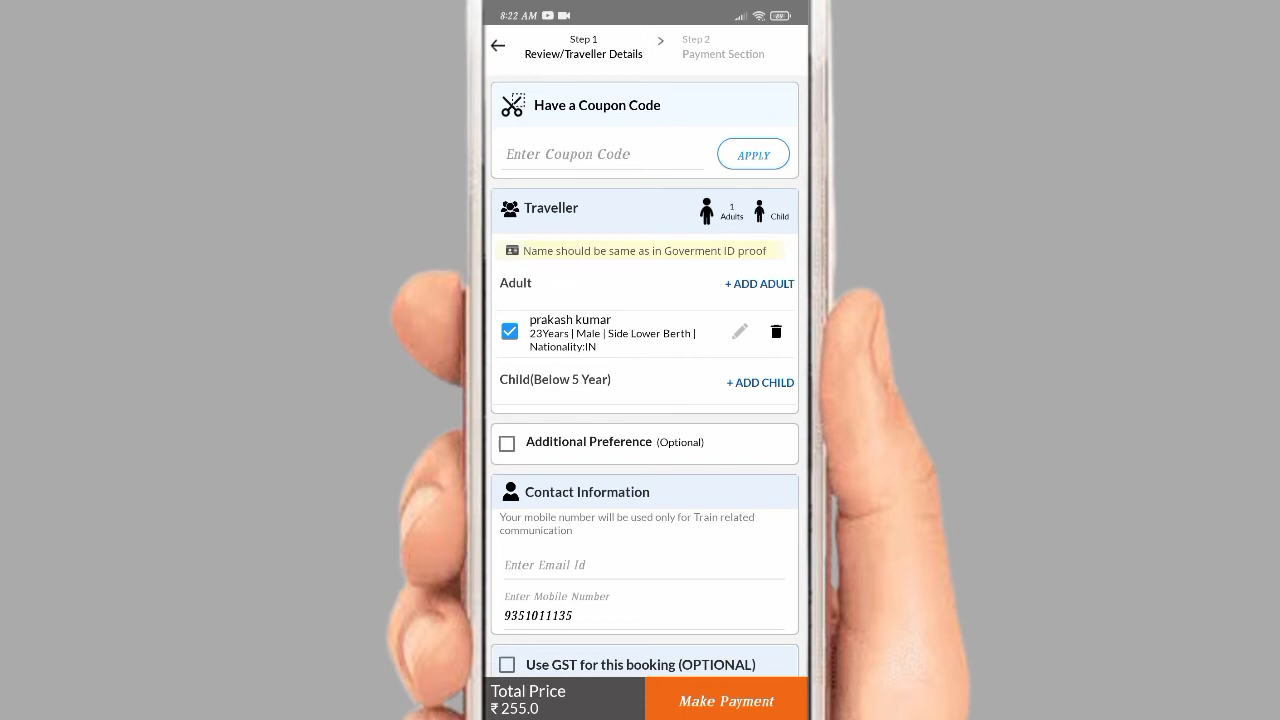 8:22 AM
89
Step 1
Review/Traveller Details
Step 2
Payment Section
Have a Coupon Code
Enter Coupon Code
APPLY
Traveller
1
Adults
Child
Name should be same as in Goverment ID proof
Adult
+ ADD ADULT
prakash kumar
23Years | Male | Side Lower Berth |
Nationality:IN
Child(Below 5 Year)
+ ADD CHILD
Additional Preference (Optional)
Contact Information
Your mobile number will be used only for Train related
communication
Enter Email Id
Enter Mobile Number
9351011135
Use GST for this booking (OPTIONAL)
Total Price
₹ 255.0
Make Payment